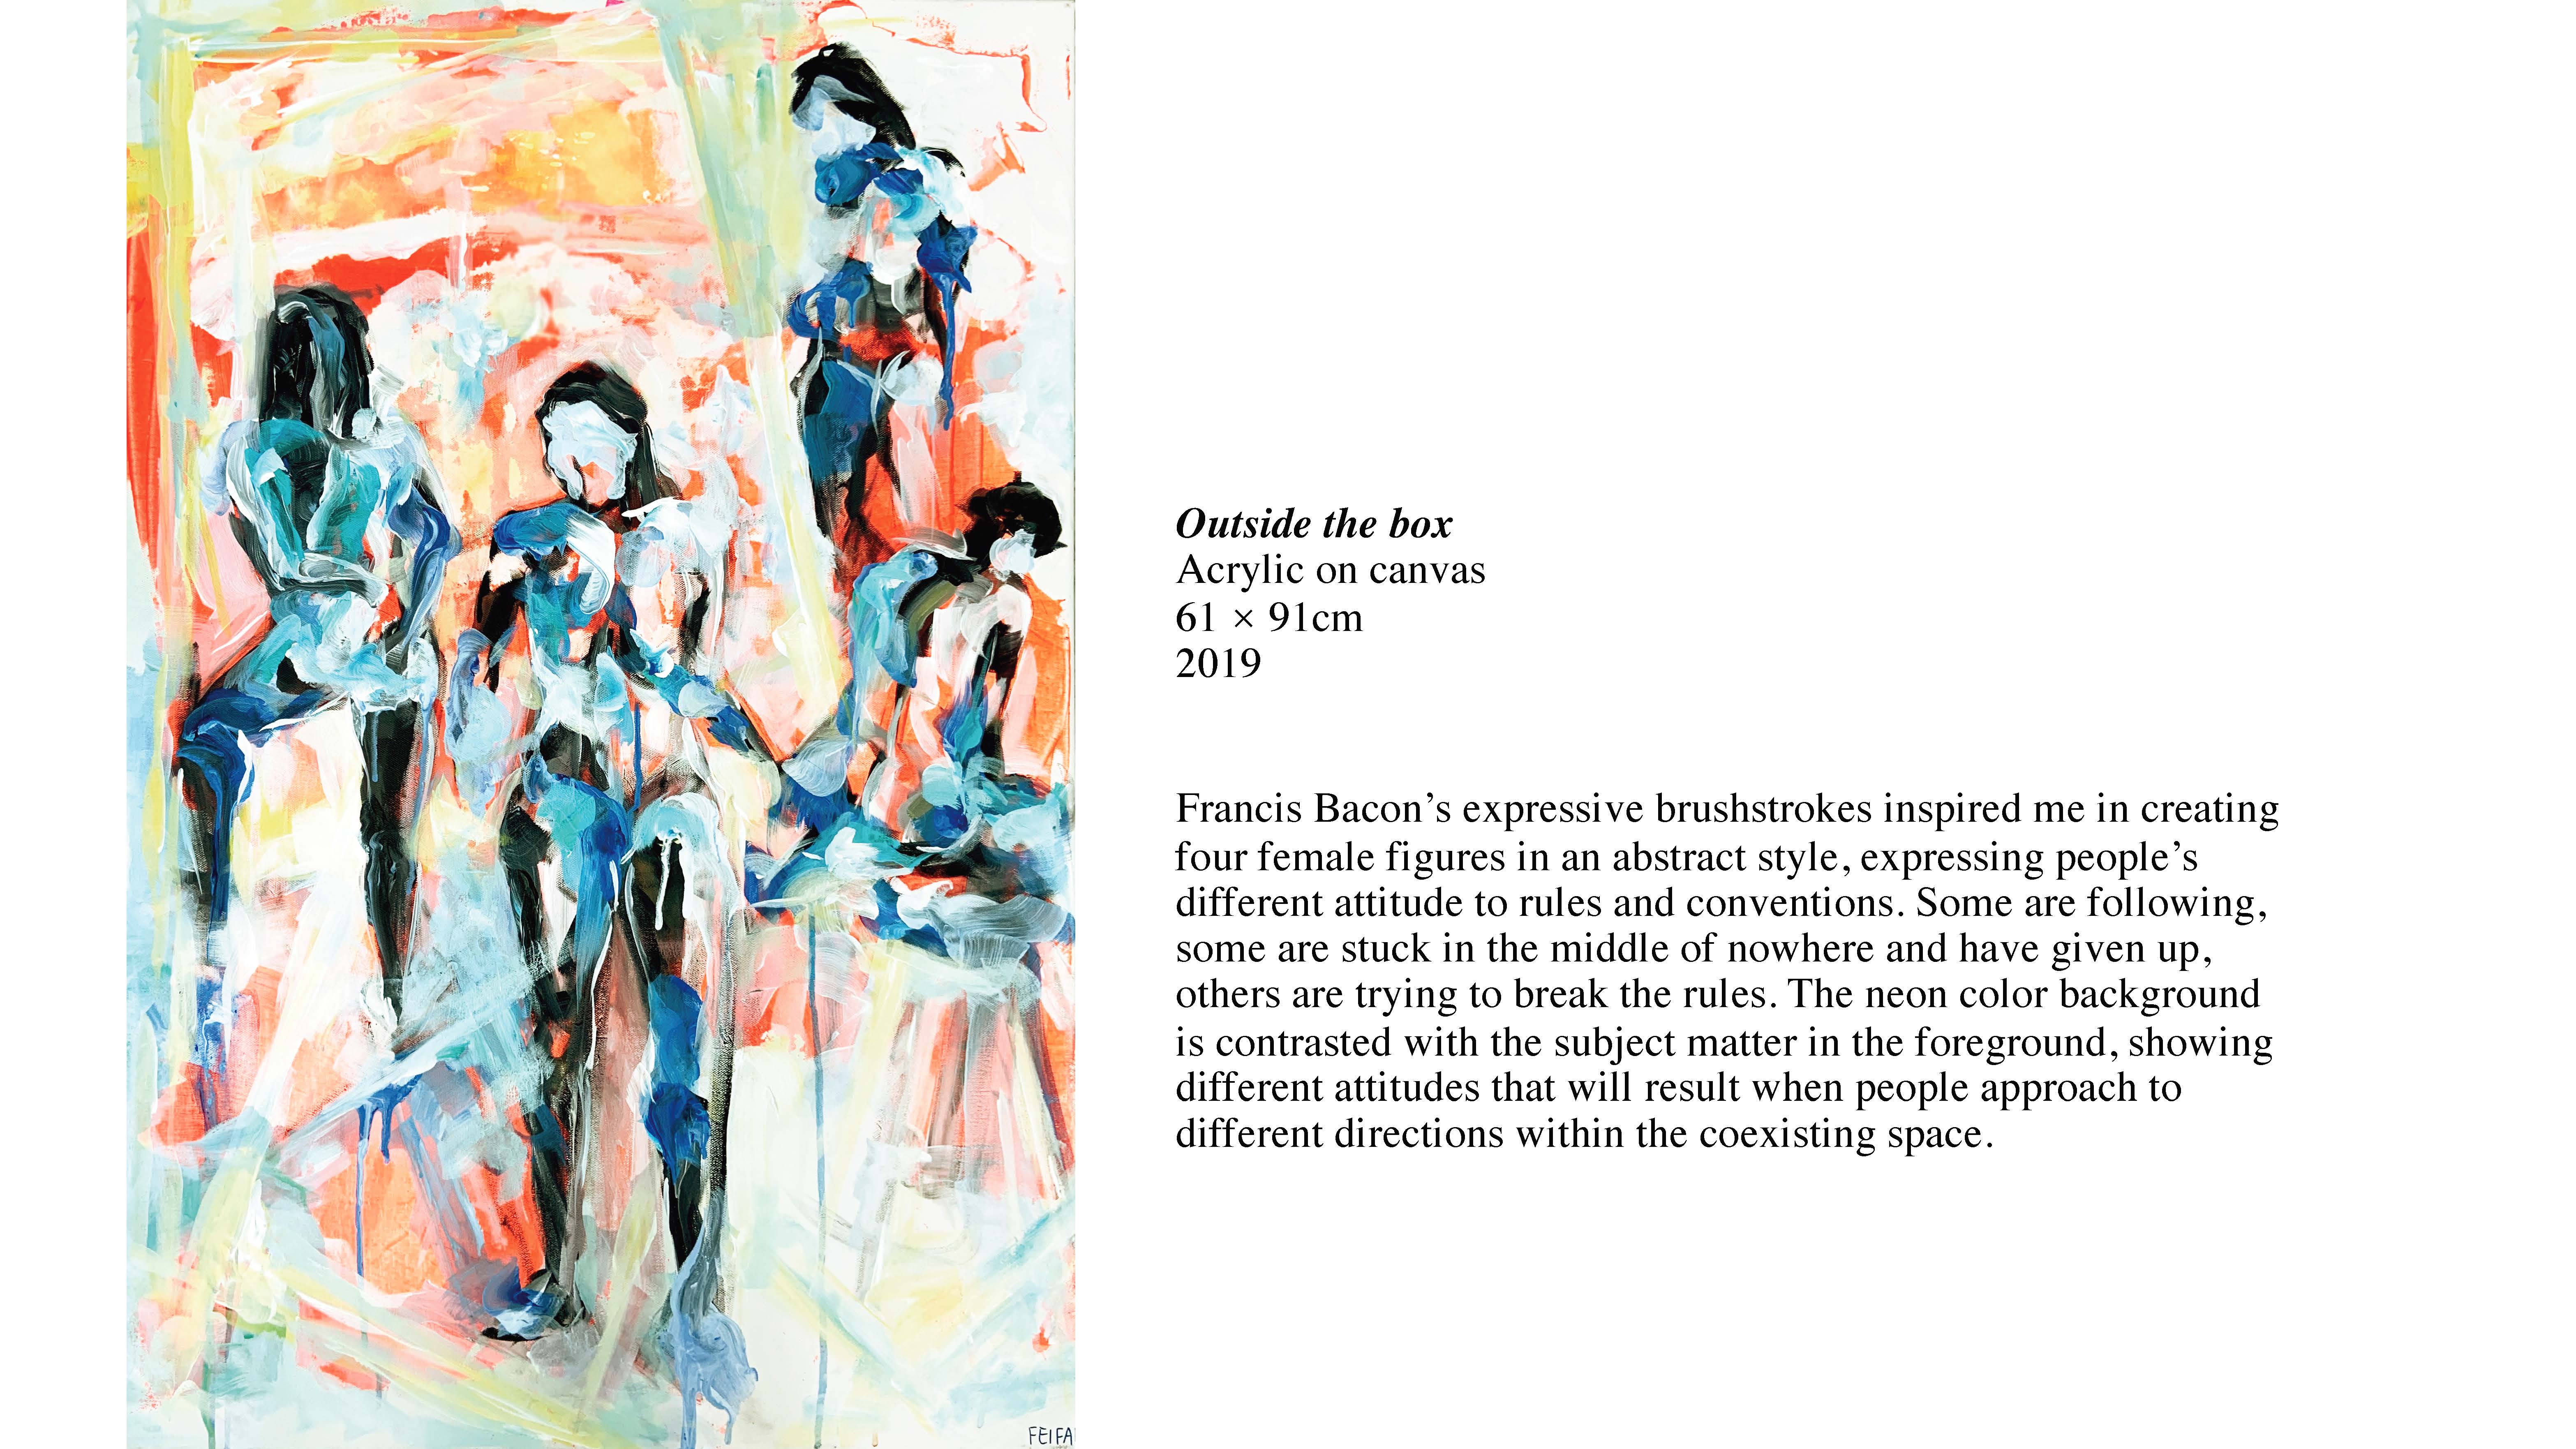 Outside the box
Acrylic on canvas
61 × 91cm
2019
Francis Bacon’s expressive brushstrokes inspired me in creating
four female figures in an abstract style, expressing people’s
different attitude to rules and conventions. Some are following,
some are stuck in the middle of nowhere and have given up,
others are trying to break the rules. The neon color background
is contrasted with the subject matter in the foreground, showing
different attitudes that will result when people approach to
different directions within the coexisting space.
FEIFA